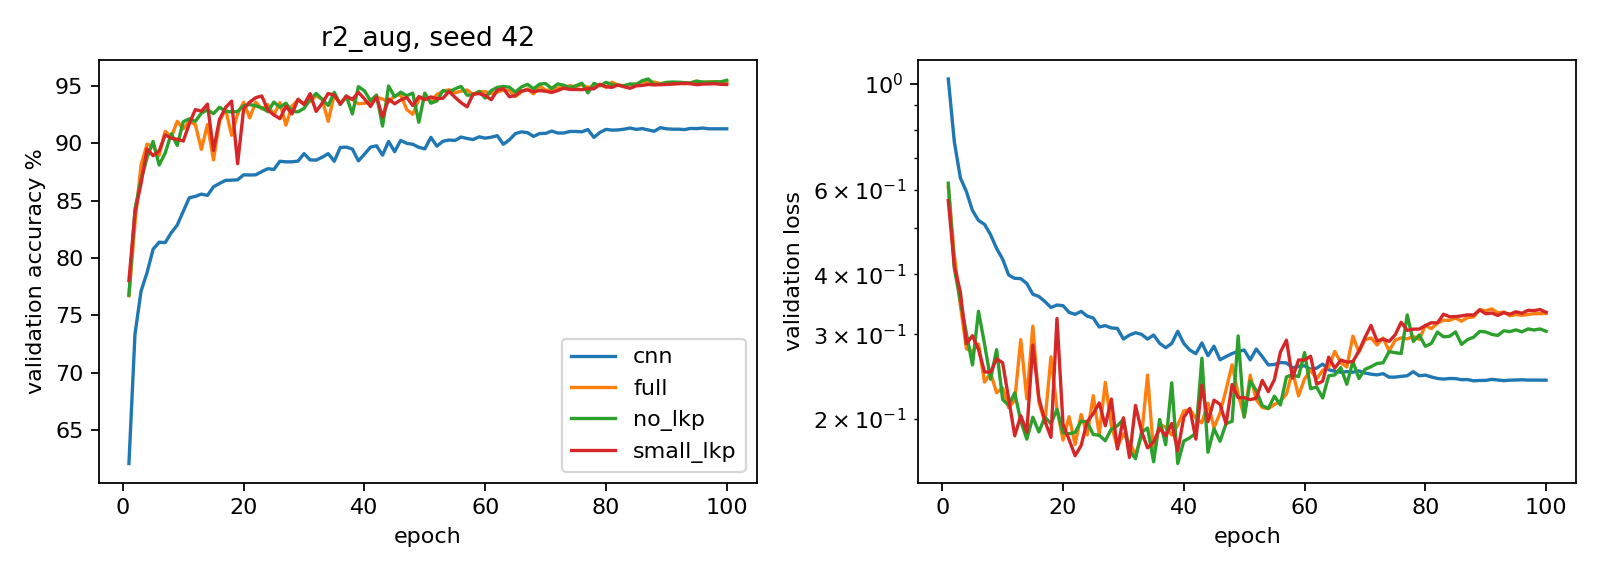 r2_aug, seed 42
validation accuracy %
95
90
85
80
75
70
65
0 20 40 60 80 100
epoch
cnn
full
no_lkp
small_lkp
validation loss
10⁰
6 × 10⁻¹
4 × 10⁻¹
3 × 10⁻¹
2 × 10⁻¹
0 20 40 60 80 100
epoch